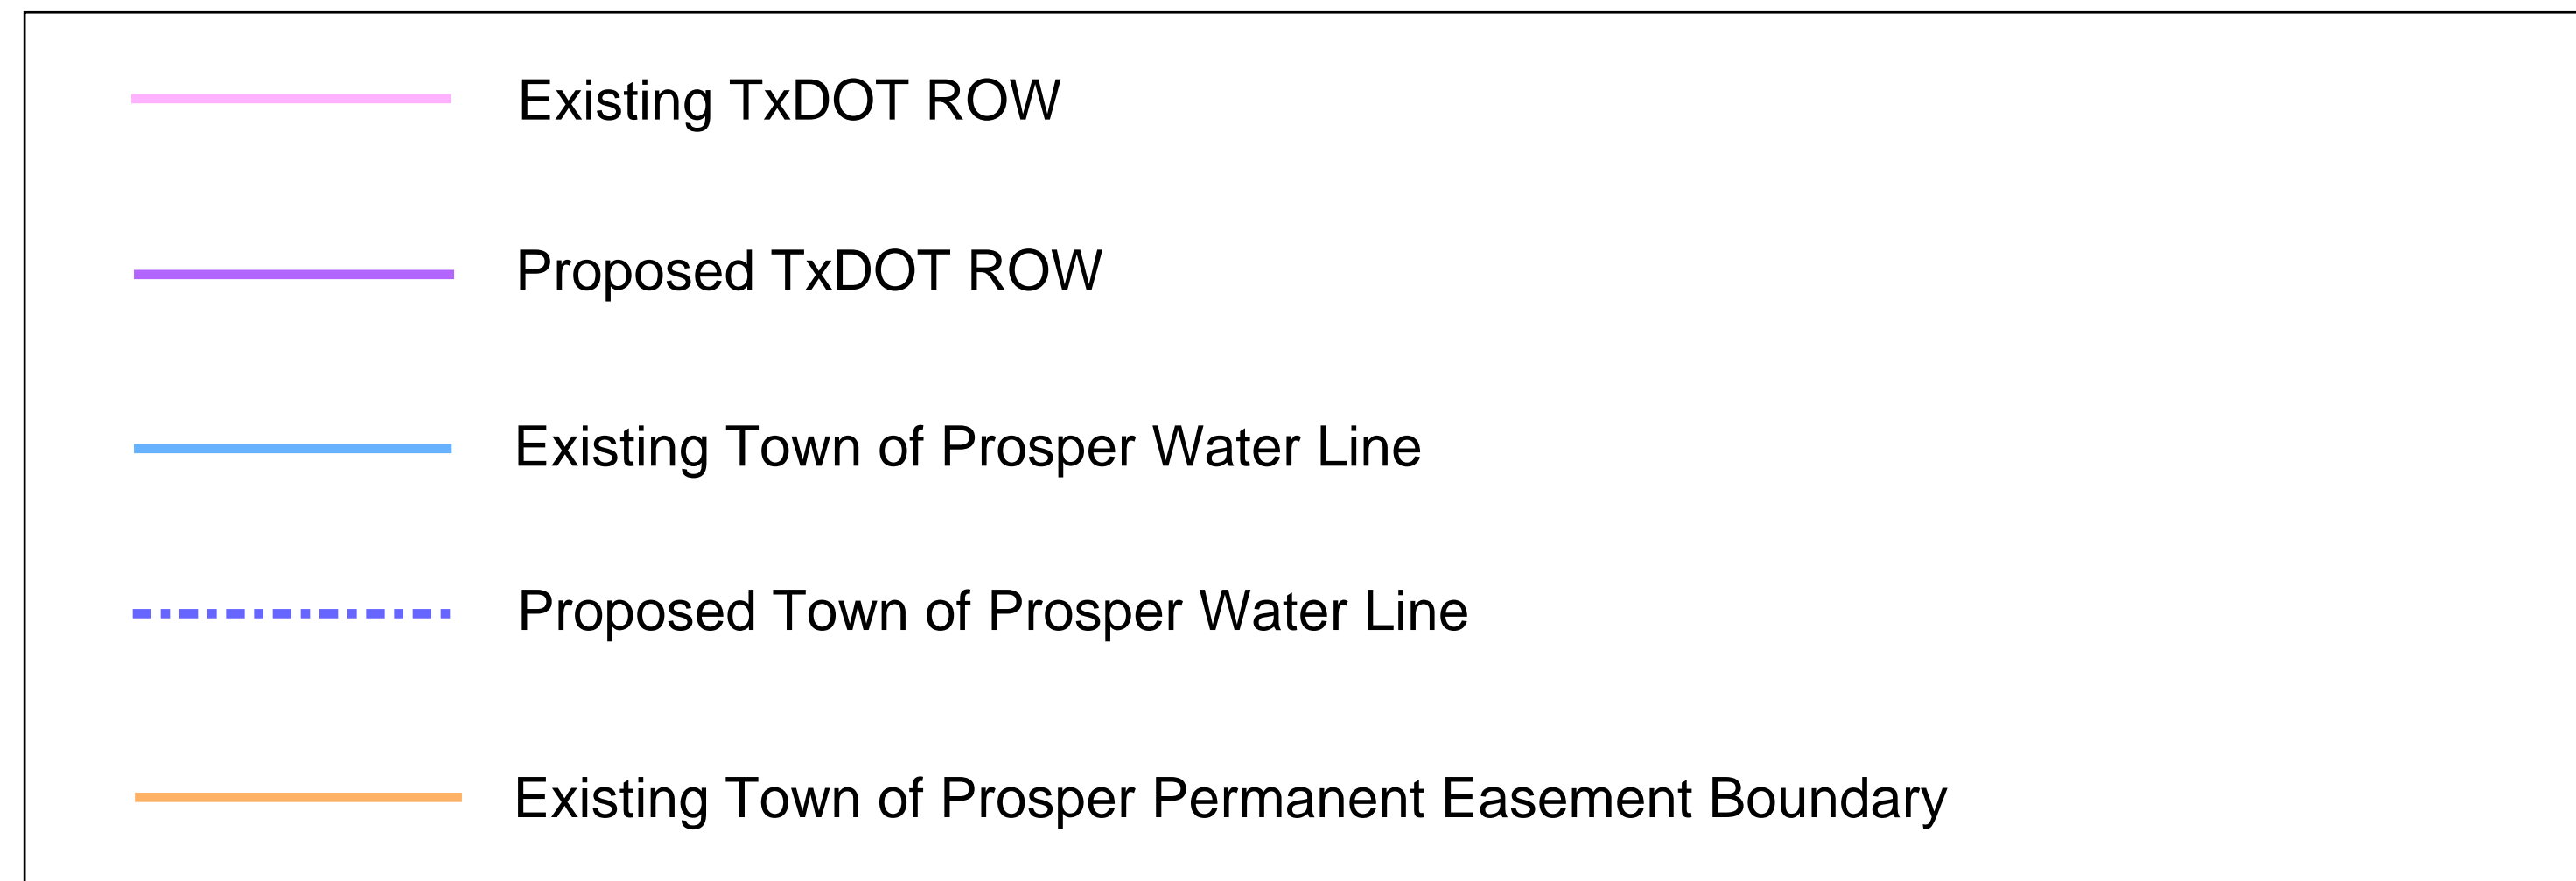 Existing TxDOT ROW
Proposed TxDOT ROW
Existing Town of Prosper Water Line
Proposed Town of Prosper Water Line
Existing Town of Prosper Permanent Easement Boundary